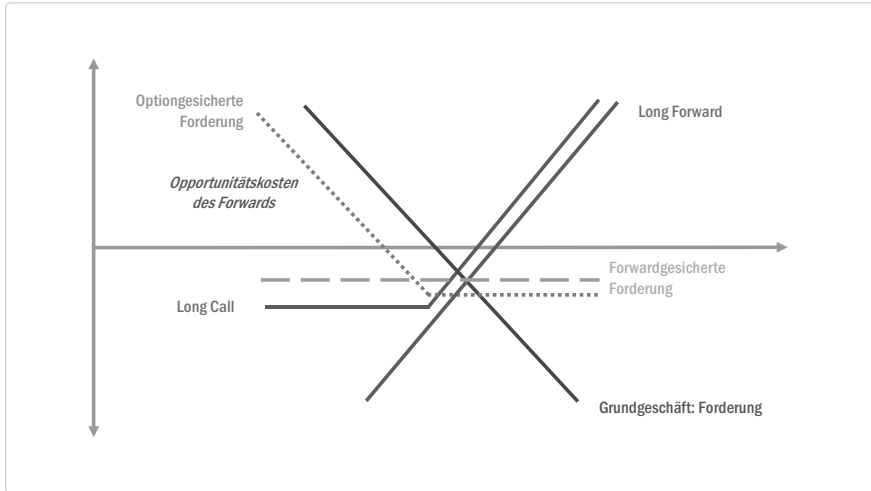 Optiongesicherte
Forderung
Long Forward
Opportunitätskosten
des Forwards
Forwardgesicherte
Forderung
Long Call
Grundgeschäft: Forderung